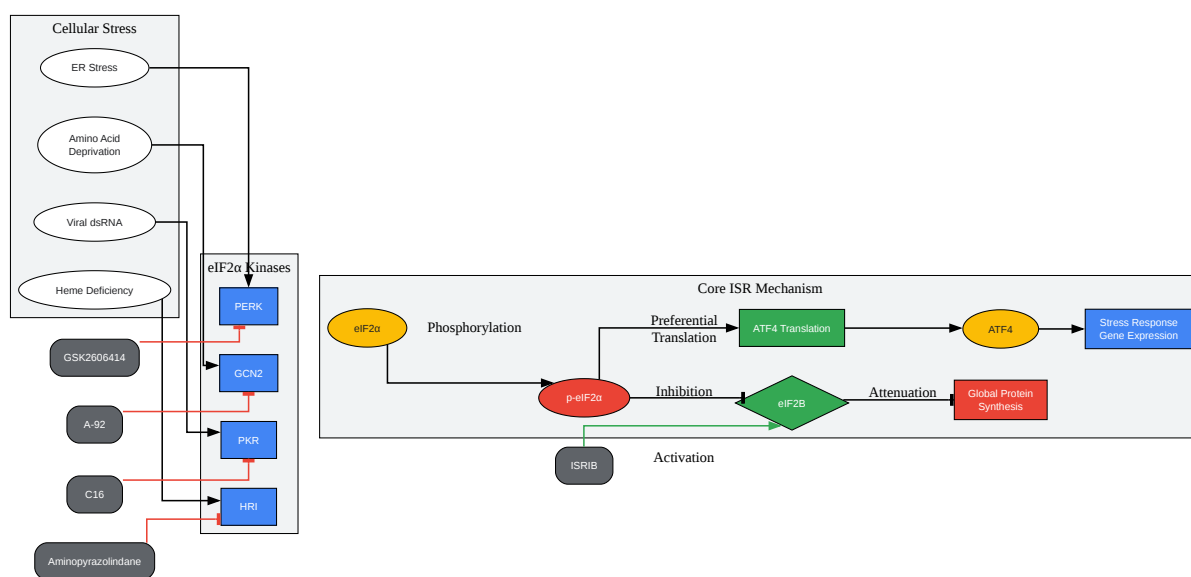 Cellular Stress
ER Stress
Amino Acid
Deprivation
Viral dsRNA
Heme Deficiency
eIF2α Kinases
PERK
GCN2
PKR
HRI
GSK2606414
A-92
C16
Aminopyrazolindane
Core ISR Mechanism
eIF2α
Phosphorylation
Preferential
Translation
ATF4 Translation
ATF4
Stress Response
Gene Expression
p-eIF2α
Inhibition
eIF2B
Attenuation
Global Protein
Synthesis
ISRIB
Activation